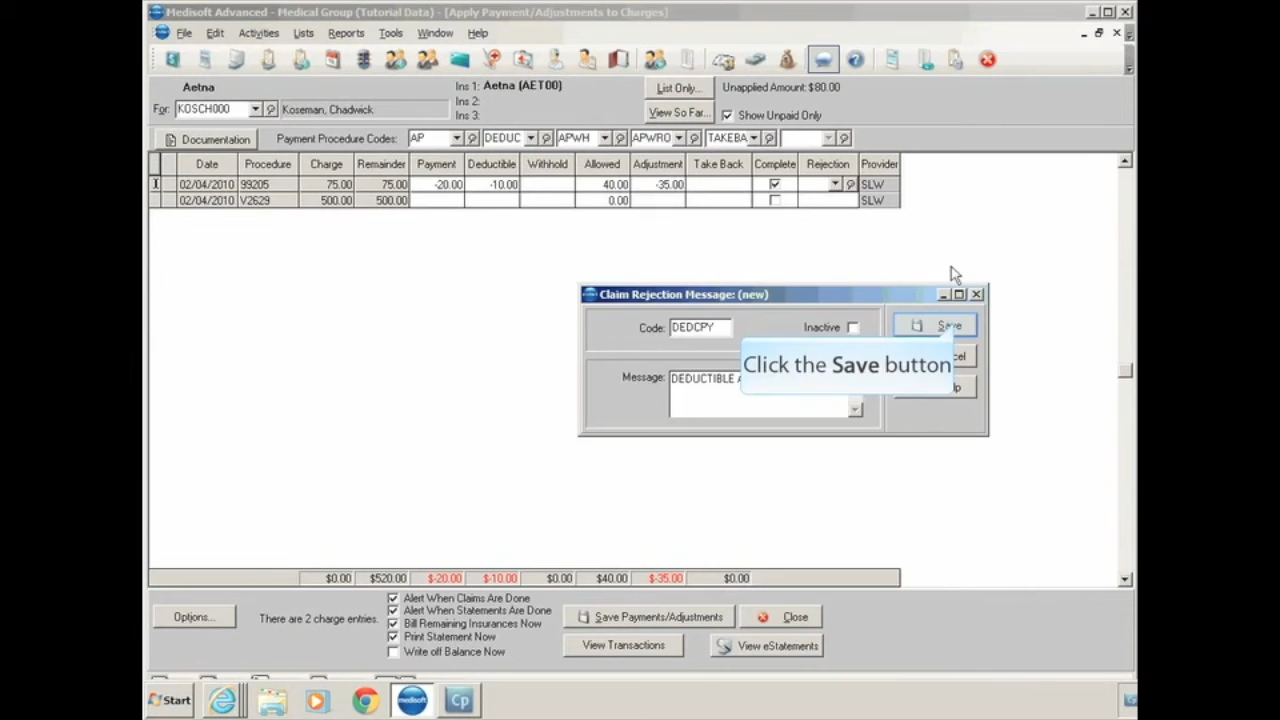 Medisoft Advanced - Medical Group (Tutorial Data) - [Apply Payment/Adjustments to Charges]
File Edit Activities Lists Reports Tools Window Help
Aetna
Ins 1: Aetna (AET00)
List Only...
Unapplied Amount: $80.00
For: KOSCH000 Koseman, Chadwick
Ins 2:
Ins 3:
View So Far...
Show Unpaid Only
Documentation Payment Procedure Codes: AP DEDUC APWH APWRO TAKEBA
Date Procedure Charge Remainder Payment Deductible Withhold Allowed Adjustment Take Back Complete Rejection Provider
02/04/2010 99205 75.00 75.00 -20.00 -10.00 40.00 -35.00 SLW
02/04/2010 V2629 500.00 500.00 0.00 SLW
Claim Rejection Message: (new)
Code: DEDCPY Inactive Save
Click the Save button
Message: DEDUCTIBLE
$0.00 $520.00 $-20.00 $-10.00 $0.00 $40.00 $-35.00 $0.00
Options...
There are 2 charge entries.
Alert When Claims Are Done
Alert When Statements Are Done
Bill Remaining Insurances Now
Print Statement Now
Write off Balance Now
Save Payments/Adjustments Close
View Transactions View eStatements
Start medisoft Cp